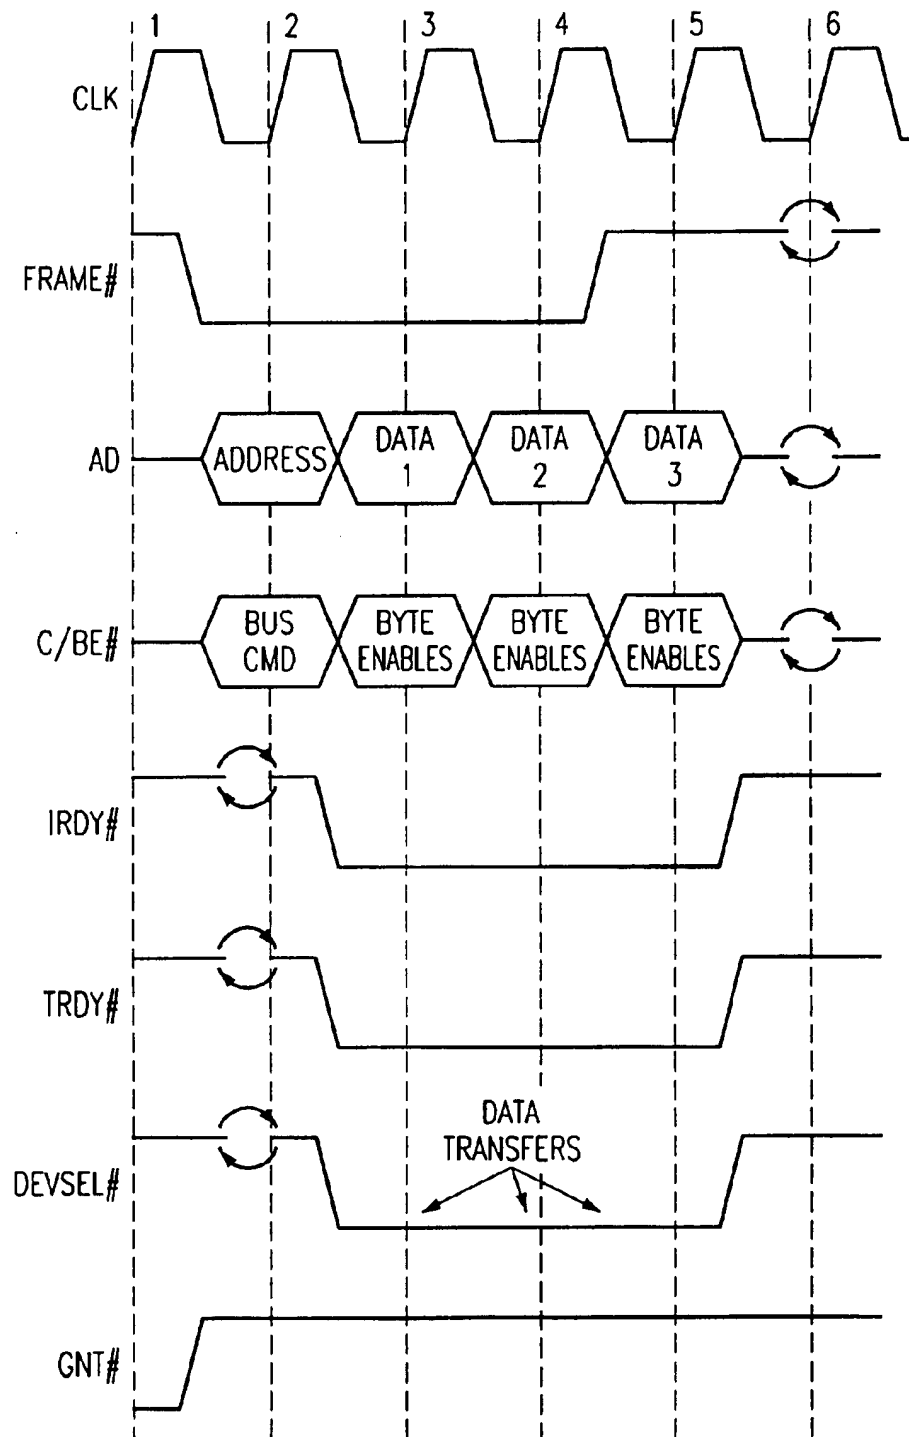 1 2 3 4 5 6
CLK
FRAME#
AD
ADDRESS
DATA
1
DATA
2
DATA
3
C/BE#
BUS
CMD
BYTE
ENABLES
BYTE
ENABLES
BYTE
ENABLES
IRDY#
TRDY#
DEVSEL#
DATA
TRANSFERS
GNT#